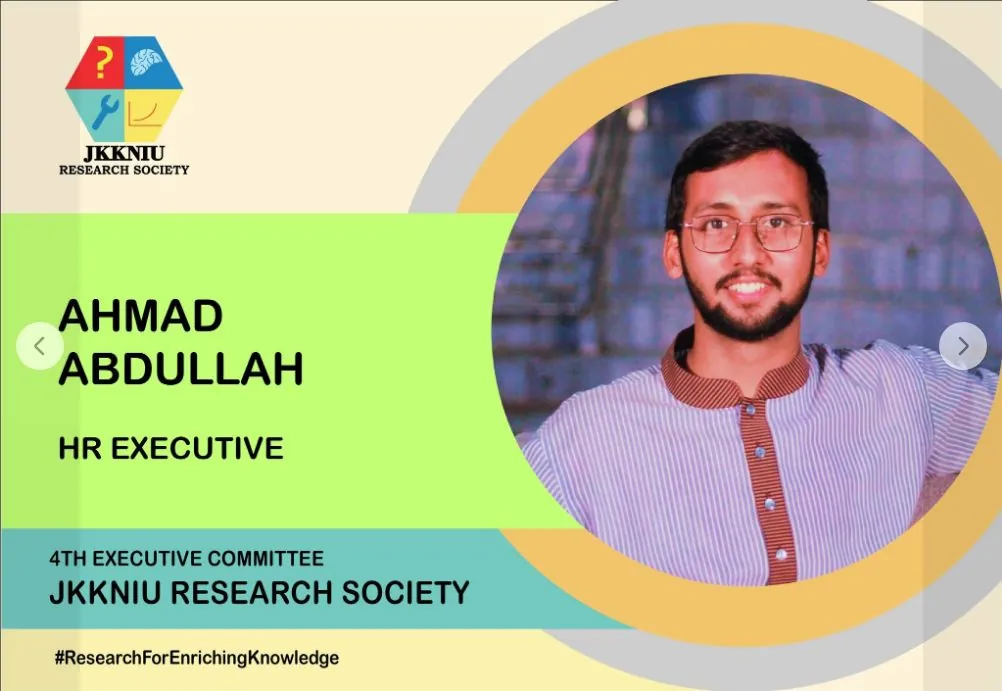 ?
JKKNIU
RESEARCH SOCIETY
AHMAD
ABDULLAH
HR EXECUTIVE
4TH EXECUTIVE COMMITTEE
JKKNIU RESEARCH SOCIETY
#ResearchForEnrichingKnowledge